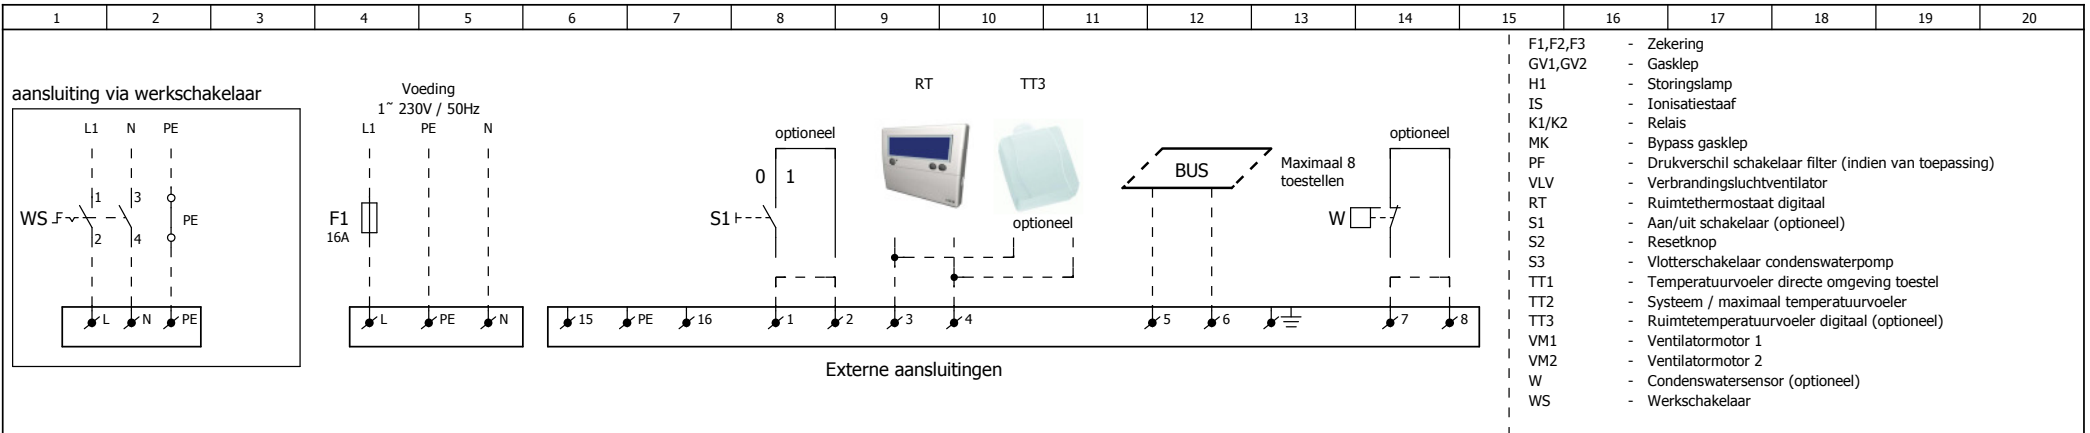 1 2 3 4 5 6 7 8 9 10 11 12 13 14 15 16 17 18 19 20
aansluiting via werkschakelaar
L1 N PE
1 3
WS PE
2 4
L N PE
Voeding
1~ 230V / 50Hz
L1 PE N
F1
16A
L PE N
optioneel
0 1
S1
RT TT3
optioneel
BUS
Maximaal 8
toestellen
optioneel
W
15 PE 16 1 2 3 4 5 6 7 8
Externe aansluitingen
F1,F2,F3 - Zekering
GV1,GV2 - Gasklep
H1 - Storingslamp
IS - Ionisatiestaaf
K1/K2 - Relais
MK - Bypass gasklep
PF - Drukverschil schakelaar filter (indien van toepassing)
VLV - Verbrandingsluchtventilator
RT - Ruimtethermostaat digitaal
S1 - Aan/uit schakelaar (optioneel)
S2 - Resetknop
S3 - Vlotterschakelaar condenswaterpomp
TT1 - Temperatuurvoeler directe omgeving toestel
TT2 - Systeem / maximaal temperatuurvoeler
TT3 - Ruimtetemperatuurvoeler digitaal (optioneel)
VM1 - Ventilatormotor 1
VM2 - Ventilatormotor 2
W - Condenswatersensor (optioneel)
WS - Werkschakelaar